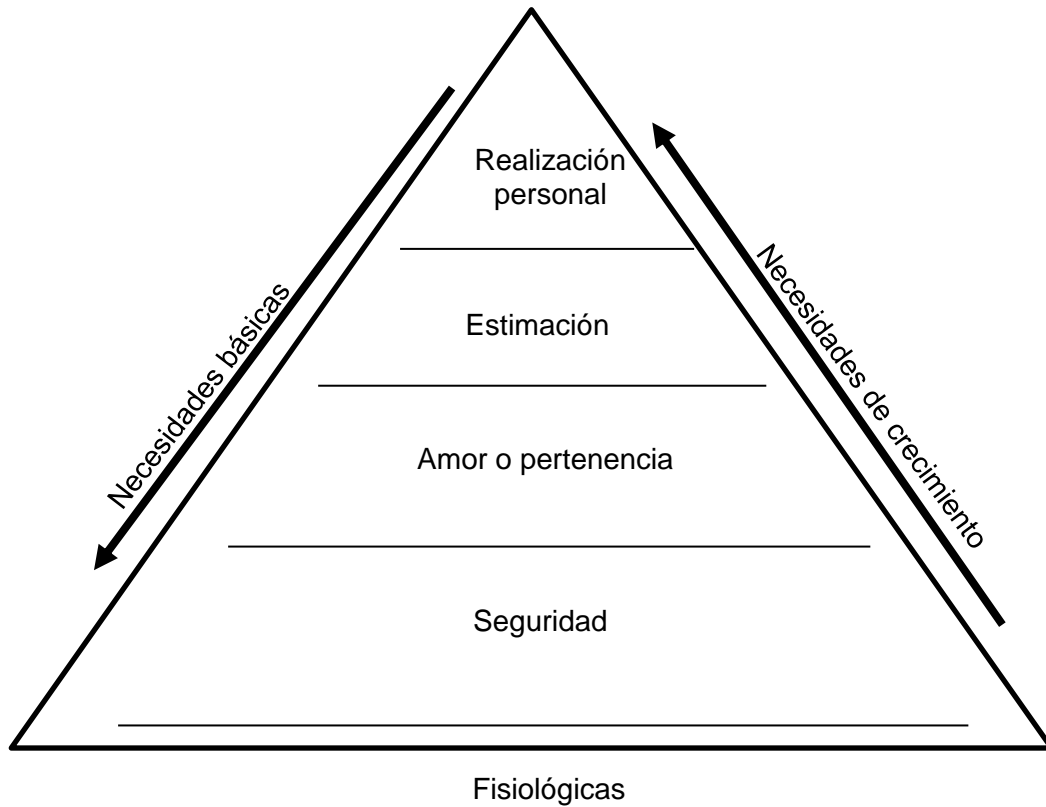 Realización
personal
Necesidades básicas
Necesidades de crecimiento
Estimación
Amor o pertenencia
Seguridad
Fisiológicas